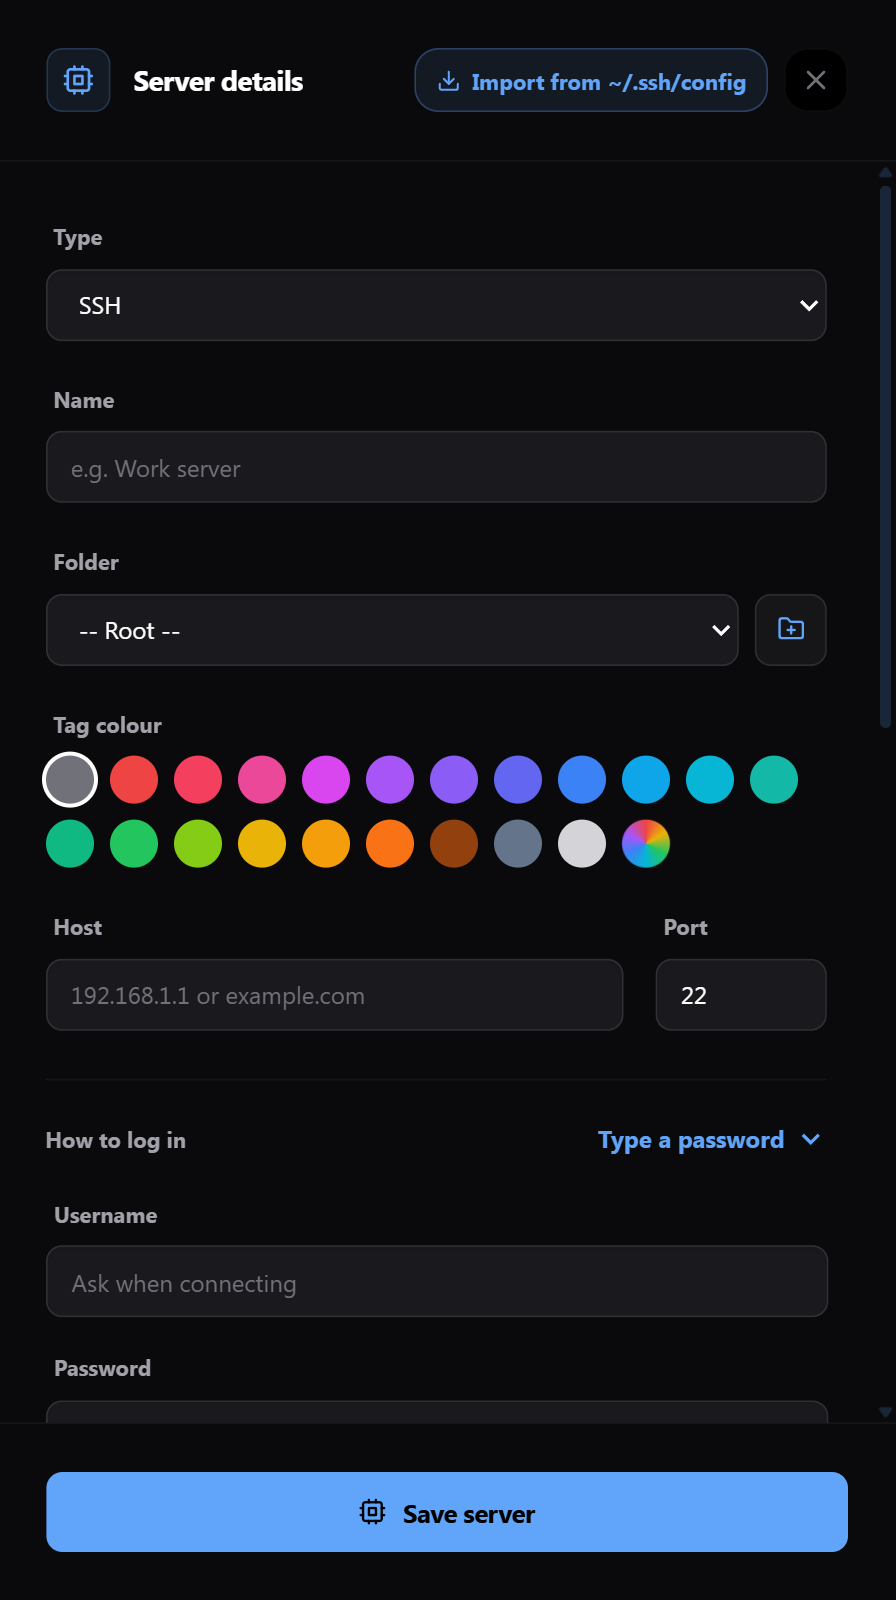 Server details
Import from ~/.ssh/config
Type
SSH
Name
e.g. Work server
Folder
-- Root --
Tag colour
Host
Port
192.168.1.1 or example.com
22
How to log in
Type a password
Username
Ask when connecting
Password
Save server